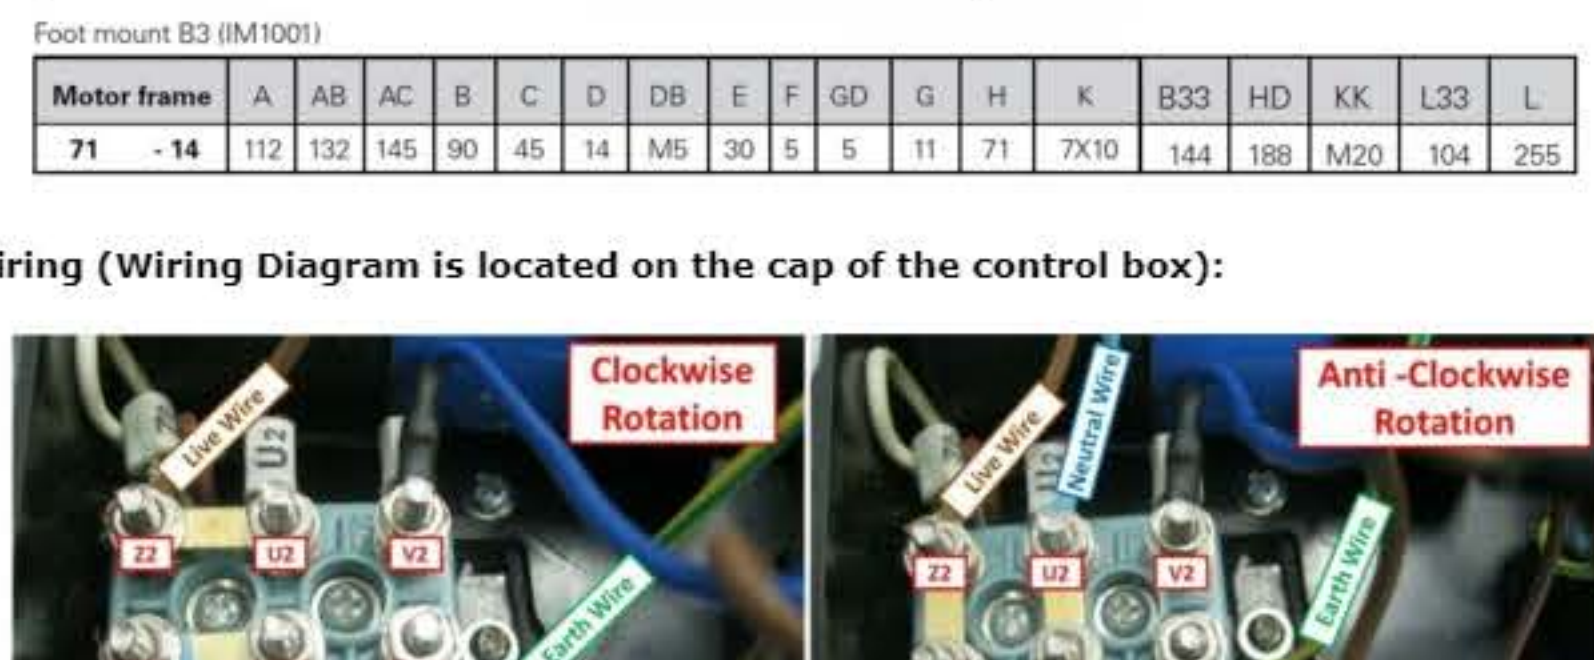 Foot mount B3 (IM1001)
Motor frame A AB AC B C D DB E F GD G H K B33 HD KK L33 L
71 - 14 112 132 145 90 45 14 M5 30 5 5 11 71 7X10 144 188 M20 104 255
iring (Wiring Diagram is located on the cap of the control box):
Clockwise
Rotation
Live Wire
U2
Z2
U2
V2
Earth Wire
Anti -Clockwise
Rotation
Live Wire
Neutral Wire
U2
Z2
U2
V2
Earth Wire